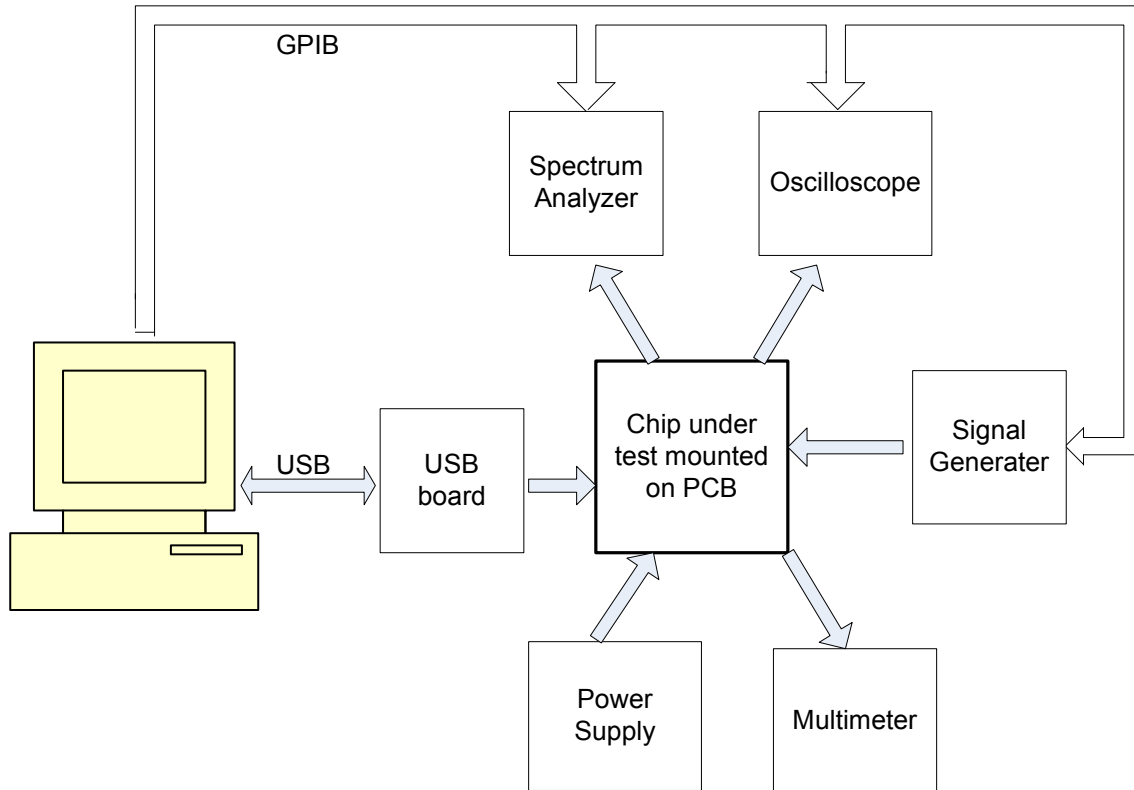 GPIB
Spectrum
Analyzer
Oscilloscope
Chip under
test mounted
on PCB
Signal
Generater
USB
USB
board
Power
Supply
Multimeter